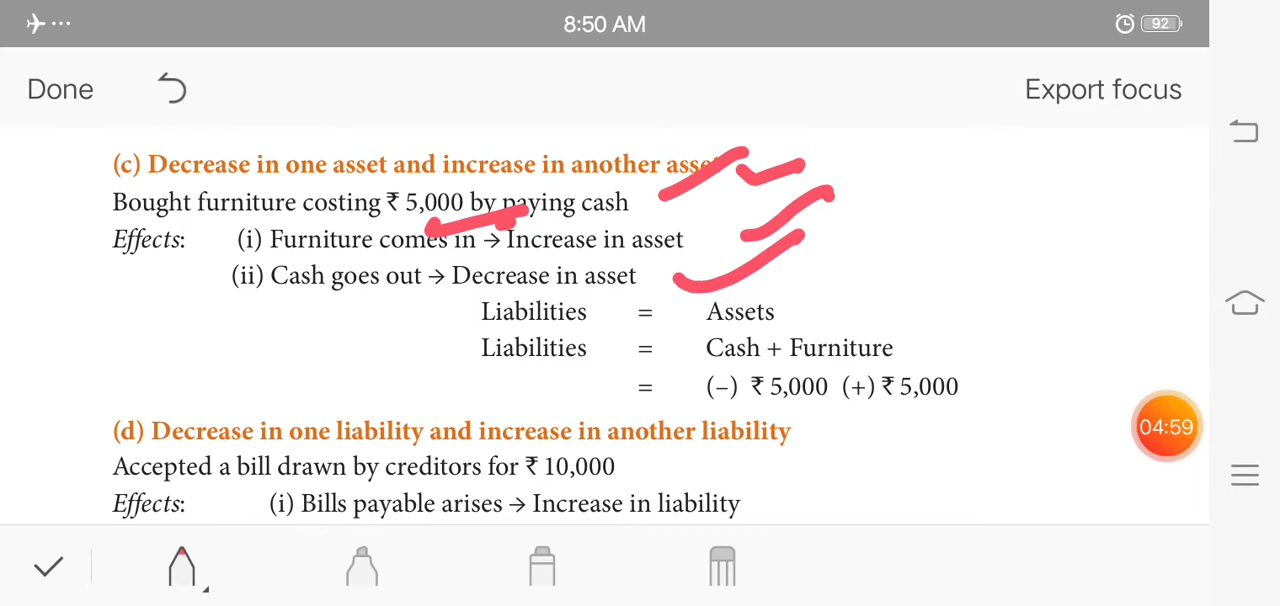 8:50 AM
92
Done
Export focus
(c) Decrease in one asset and increase in another asset
Bought furniture costing ₹ 5,000 by paying cash
Effects: (i) Furniture comes in → Increase in asset
(ii) Cash goes out → Decrease in asset
Liabilities = Assets
Liabilities = Cash + Furniture
= (–) ₹ 5,000 (+) ₹ 5,000
(d) Decrease in one liability and increase in another liability
04:59
Accepted a bill drawn by creditors for ₹ 10,000
Effects: (i) Bills payable arises → Increase in liability